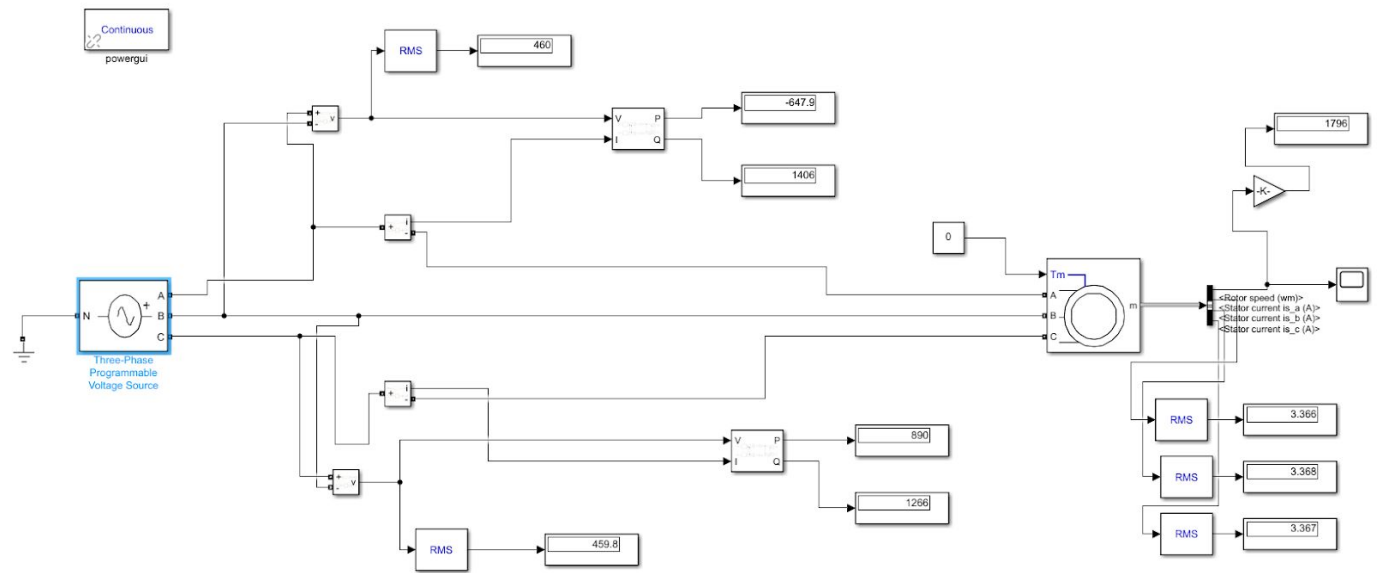 Continuous
powergui
RMS
460
+
-
v
V
I
P
Q
-647.9
1406
1796
-K-
+
i
-
0
Tm
A
B
C
m
N
+
A
B
C
Three-Phase
Programmable
Voltage Source
<Rotor speed (wm)>
<Stator current is_a (A)>
<Stator current is_b (A)>
<Stator current is_c (A)>
+
i
-
V
I
P
Q
890
1266
+
-
v
RMS
459.8
RMS
3.366
RMS
3.368
RMS
3.367